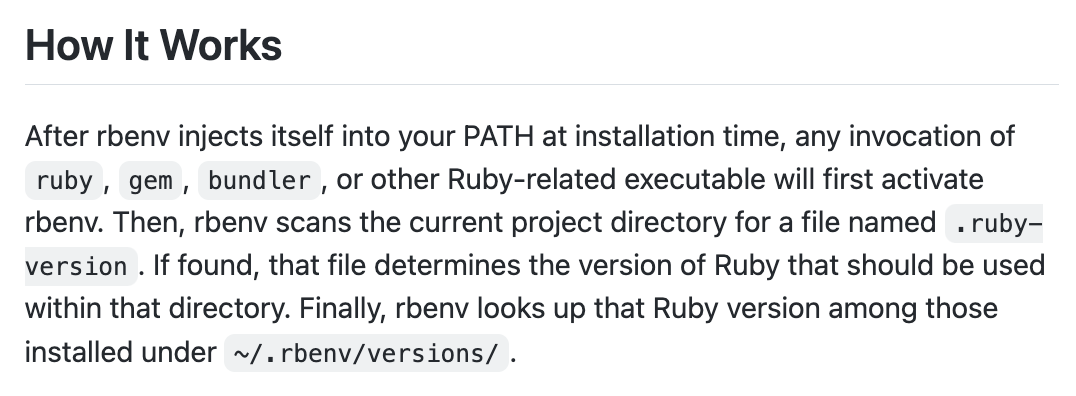 How It Works
After rbenv injects itself into your PATH at installation time, any invocation of
ruby, gem, bundler, or other Ruby-related executable will first activate
rbenv. Then, rbenv scans the current project directory for a file named .ruby-
version. If found, that file determines the version of Ruby that should be used
within that directory. Finally, rbenv looks up that Ruby version among those
installed under ~/.rbenv/versions/.